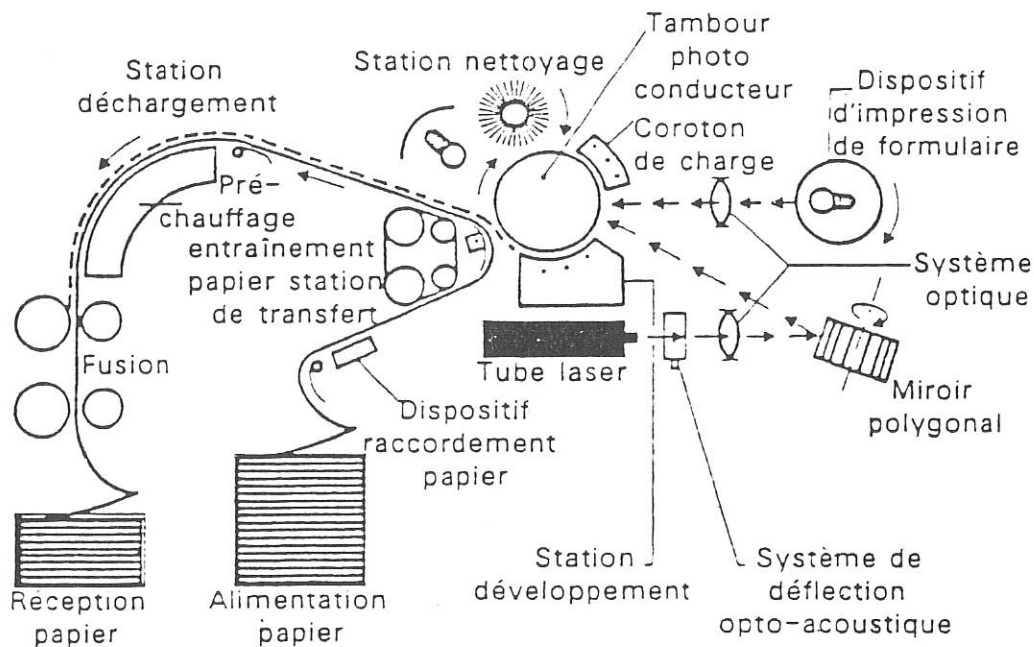 Tambour
photo
conducteur
Station nettoyage
Station
déchargement
Dispositif
d'impression
de formulaire
Coroton
de charge
Pré-
chauffage
entraînement
papier station
de transfert
Système
optique
Fusion
Tube laser
Miroir
polygonal
Dispositif
raccordement
papier
Station
développement
Système de
déflection
opto-acoustique
Réception
papier
Alimentation
papier